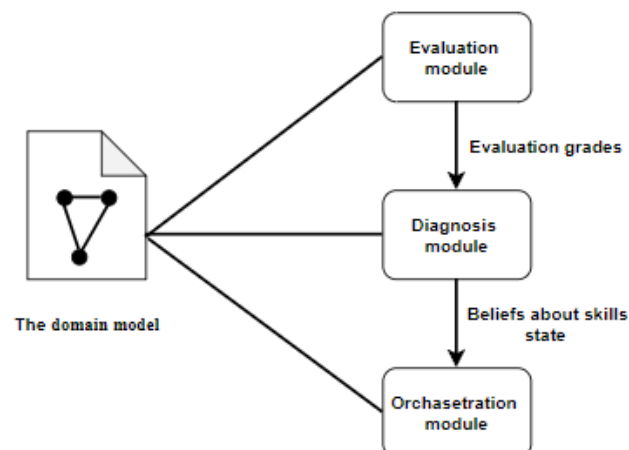 Evaluation
module
Evaluation grades
Diagnosis
module
The domain model
Beliefs about skills
state
Orchasetration
module